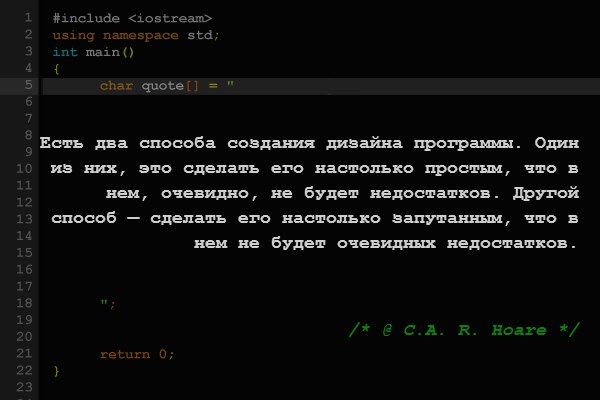 1 #include <iostream>
2 using namespace std;
3 int main()
4 {
5 char quote[] = "
6
7
8
Есть два способа создания дизайна программы. Один
9
10 из них, это сделать его настолько простым, что в
11
нем, очевидно, не будет недостатков. Другой
12
13 способ — сделать его настолько запутанным, что в
14
нем не будет очевидных недостатков.
15
16
17
18 ";
19
/* @ C.A. R. Hoare */
20
21 return 0;
22 }
23